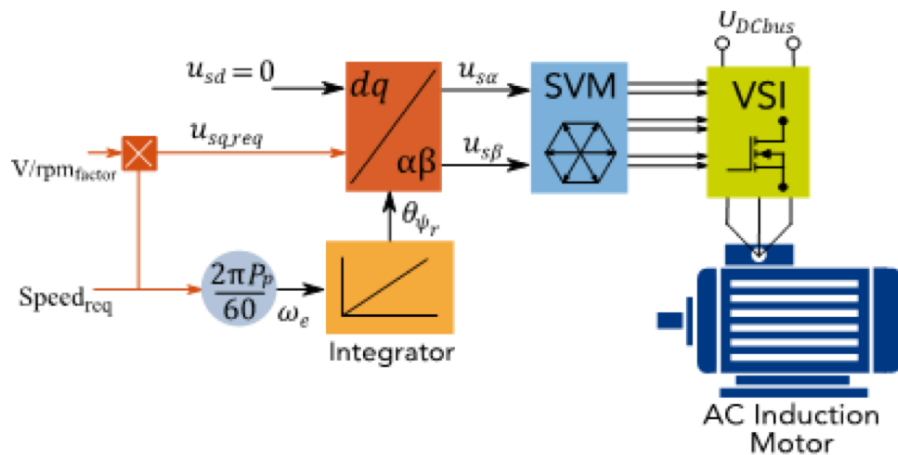 U_DCbus
u_sd = 0
dq
u_sα
SVM
VSI
V/rpm_factor
u_sq,req
αβ
u_sβ
θ_ψ_r
Speed_req
2πP_p
60
ω_e
Integrator
AC Induction
Motor